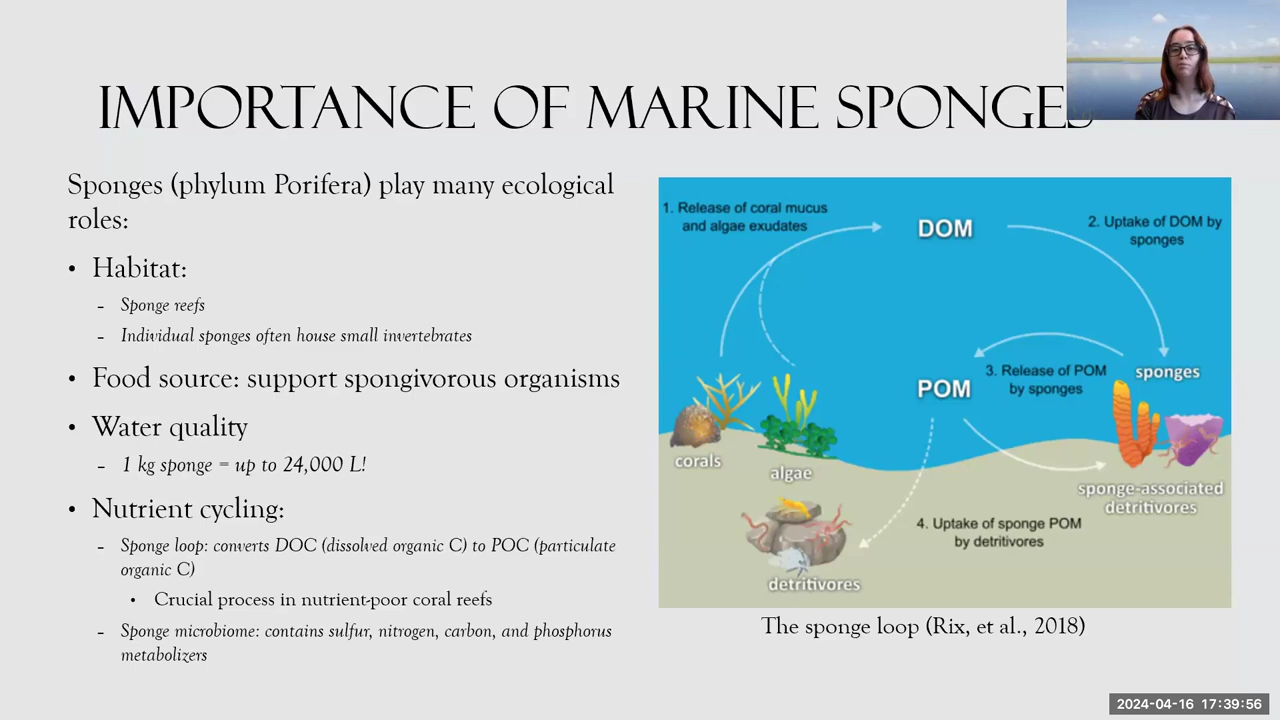 IMPORTANCE OF MARINE SPONGES
Sponges (phylum Porifera) play many ecological
roles:
• Habitat:
- Sponge reefs
- Individual sponges often house small invertebrates
• Food source: support spongivorous organisms
• Water quality
- 1 kg sponge = up to 24,000 L!
• Nutrient cycling:
- Sponge loop: converts DOC (dissolved organic C) to POC (particulate
organic C)
• Crucial process in nutrient-poor coral reefs
- Sponge microbiome: contains sulfur, nitrogen, carbon, and phosphorus
metabolizers
1. Release of coral mucus
and algae exudates
DOM
2. Uptake of DOM by
sponges
POM
3. Release of POM
by sponges
sponges
corals
algae
sponge-associated
detritivores
4. Uptake of sponge POM
by detritivores
detritivores
The sponge loop (Rix, et al., 2018)
2024-04-16 17:39:56